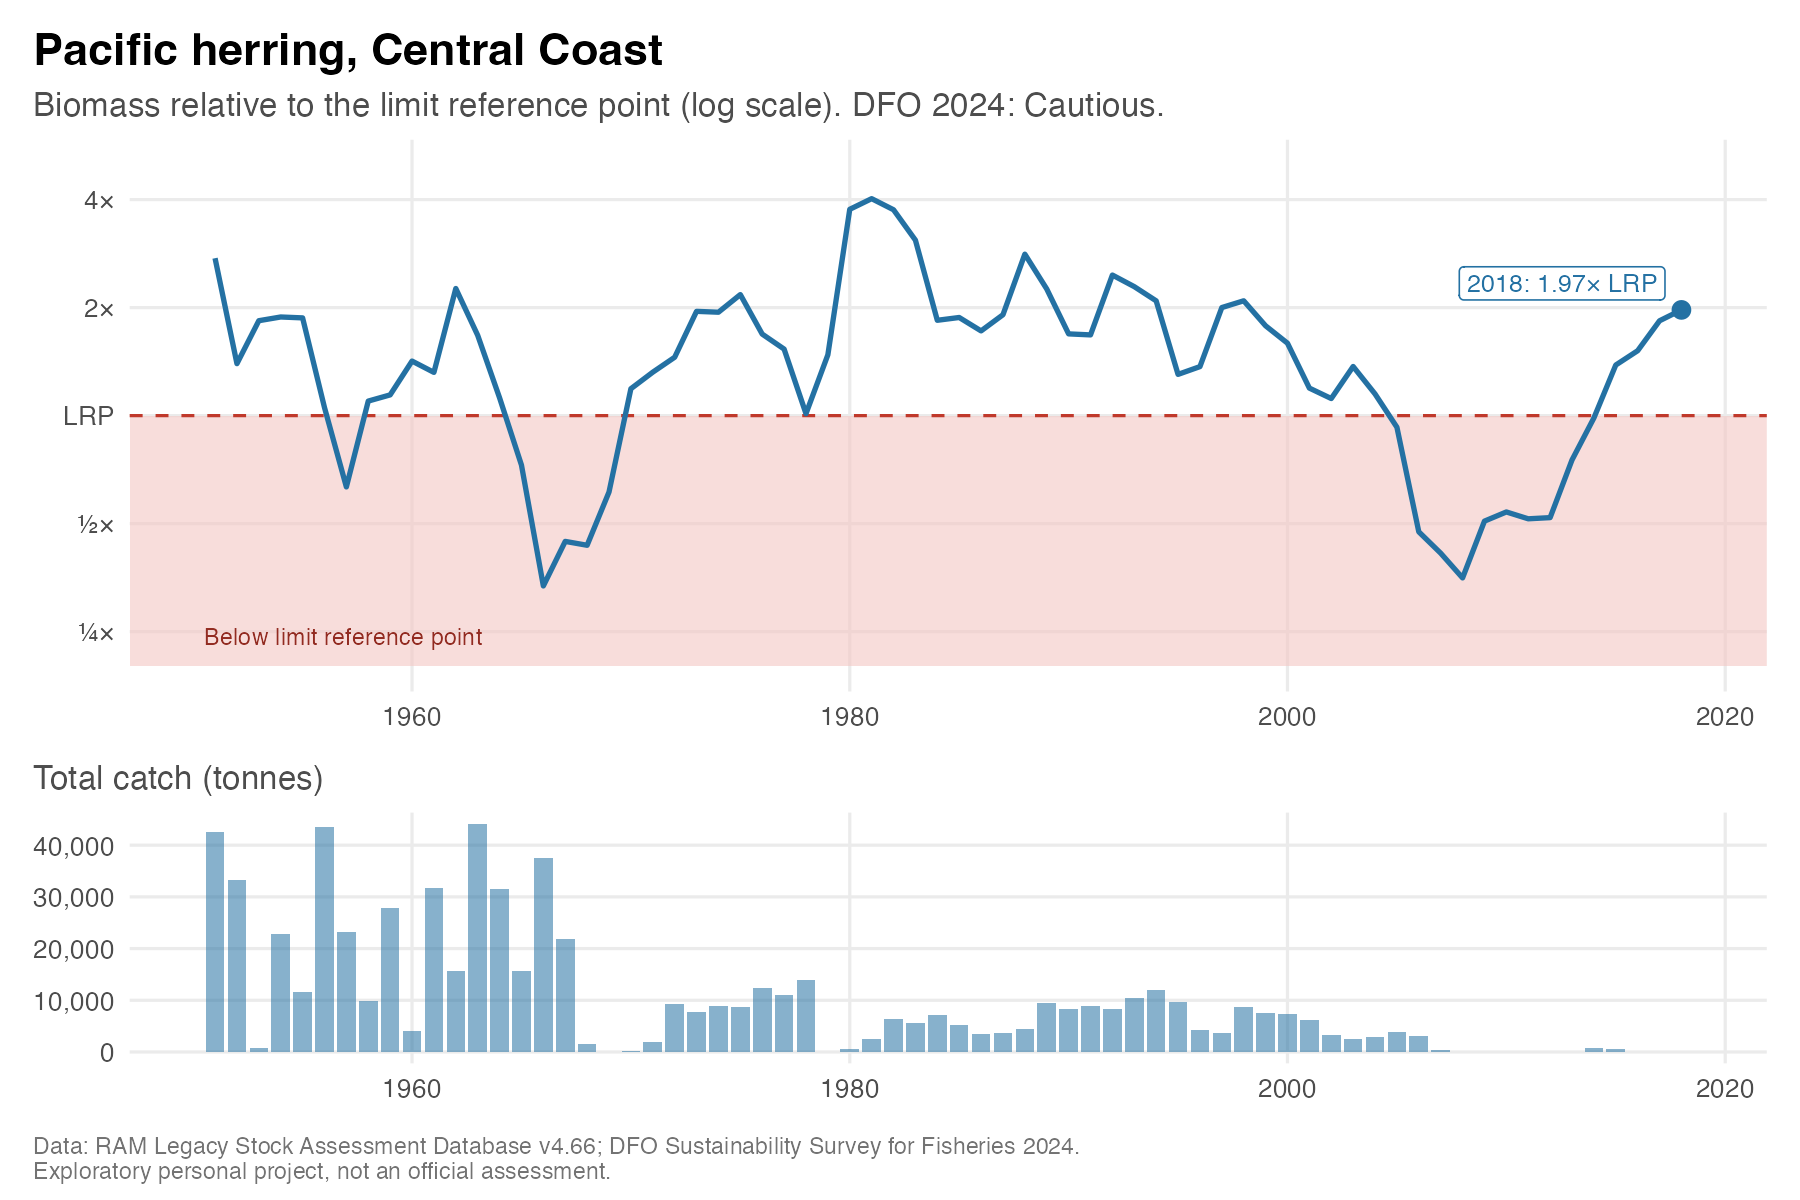 Pacific herring, Central Coast
Biomass relative to the limit reference point (log scale). DFO 2024: Cautious.
4×
2×
LRP
½×
¼×
2018: 1.97× LRP
Below limit reference point
1960
1980
2000
2020
Total catch (tonnes)
40,000
30,000
20,000
10,000
0
1960
1980
2000
2020
Data: RAM Legacy Stock Assessment Database v4.66; DFO Sustainability Survey for Fisheries 2024.
Exploratory personal project, not an official assessment.